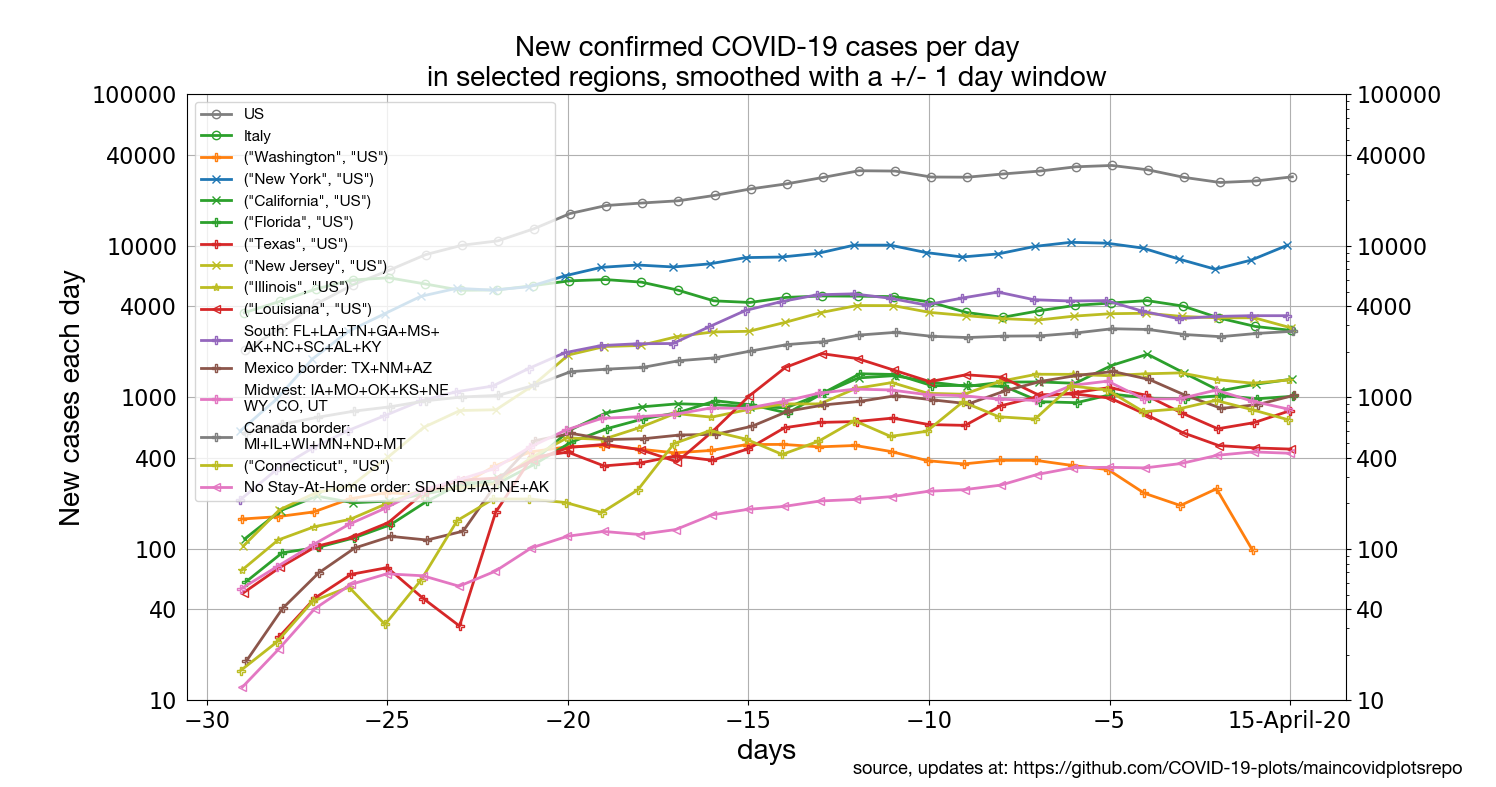 New confirmed COVID-19 cases per day
in selected regions, smoothed with a +/- 1 day window
100000
40000
10000
4000
1000
400
100
40
10
New cases each day
US
Italy
("Washington", "US")
("New York", "US")
("California", "US")
("Florida", "US")
("Texas", "US")
("New Jersey", "US")
("Illinois", "US")
("Louisiana", "US")
South: FL+LA+TN+GA+MS+
AK+NC+SC+AL+KY
Mexico border: TX+NM+AZ
Midwest: IA+MO+OK+KS+NE
WY, CO, UT
Canada border:
MI+IL+WI+MN+ND+MT
("Connecticut", "US")
No Stay-At-Home order: SD+ND+IA+NE+AK
100000
40000
10000
4000
1000
400
100
40
10
−30 −25 −20 −15 −10 −5 15-April-20
days
source, updates at: https://github.com/COVID-19-plots/maincovidplotsrepo